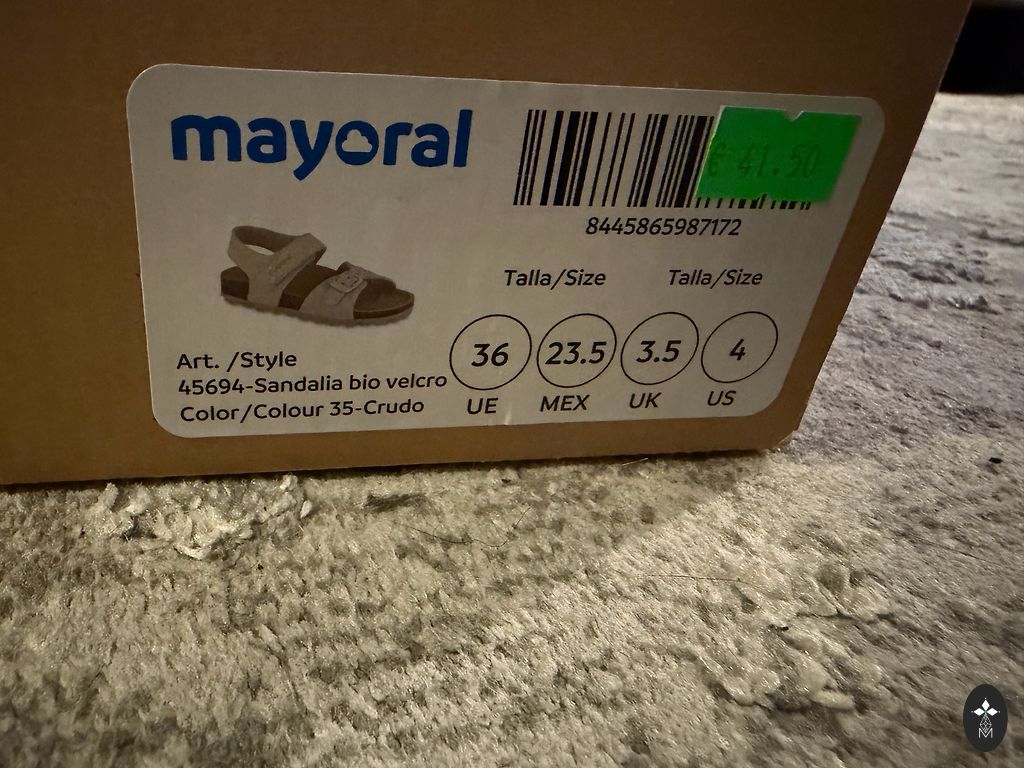 mayoral
€ 41.50
8445865987172
Talla/Size Talla/Size
36 23.5 3.5 4
UE MEX UK US
Art. /Style
45694-Sandalia bio velcro
Color/Colour 35-Crudo
M